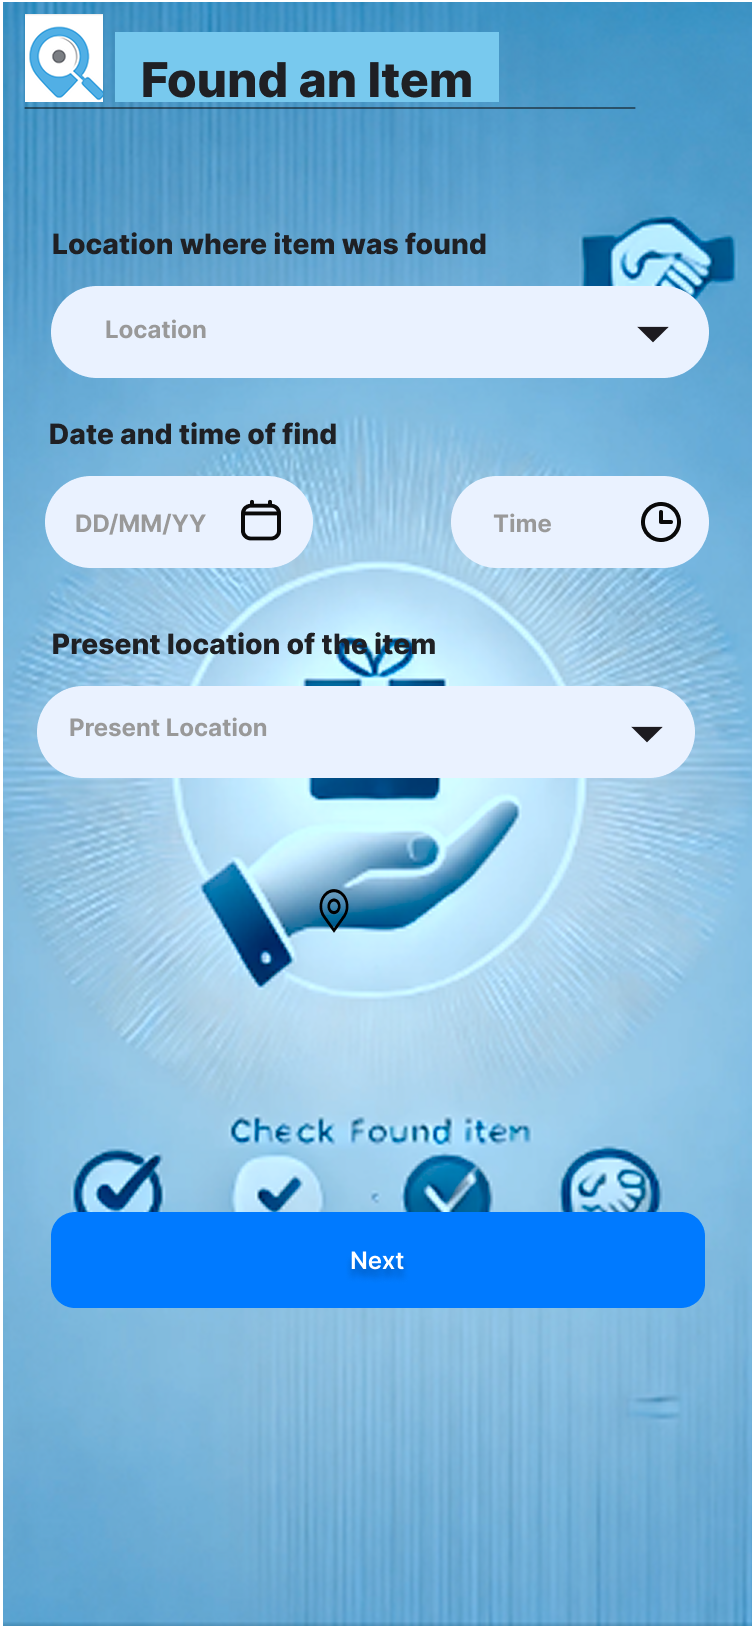 Found an Item
Location where item was found
Location
Date and time of find
DD/MM/YY
Time
Present location of the item
Present Location
Check Found iten
Next